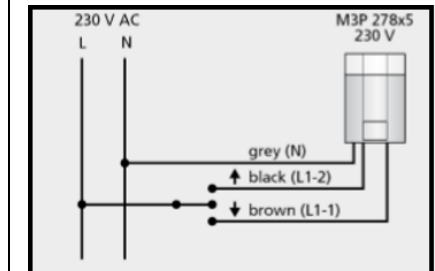 230 V AC
L N
M3P 278x5
230 V
grey (N)
black (L1-2)
brown (L1-1)